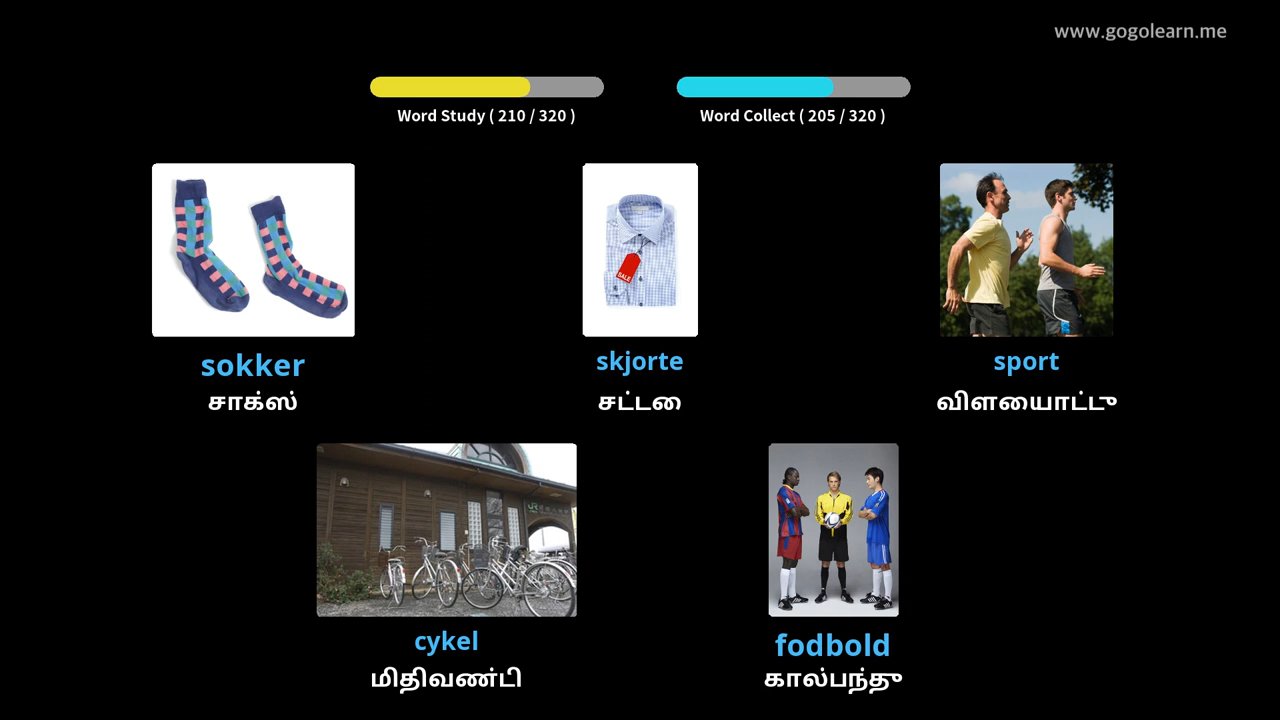 www.gogolearn.me
Word Study ( 210 / 320 )
Word Collect ( 205 / 320 )
SALE
sokker
சாக்ஸ்
skjorte
சட்டை
sport
விளையாட்டு
cykel
மிதிவண்டி
fodbold
கால்பந்து